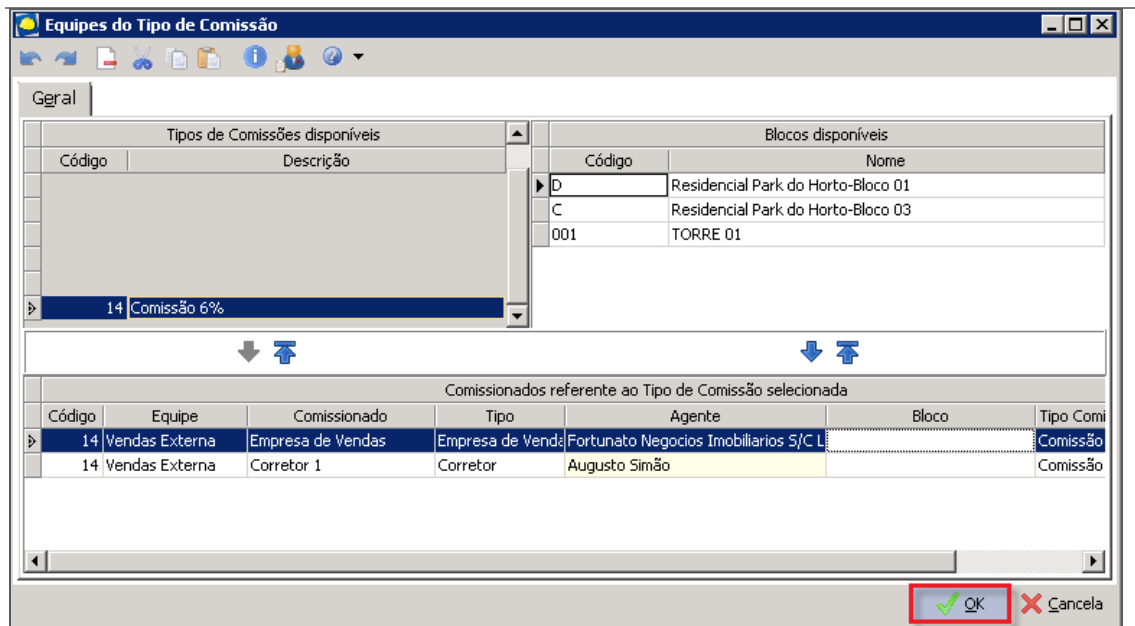 Equipes do Tipo de Comissão
Geral
Tipos de Comissões disponíveis
Código Descrição
14 Comissão 6%
Blocos disponíveis
Código Nome
D Residencial Park do Horto-Bloco 01
C Residencial Park do Horto-Bloco 03
001 TORRE 01
Comissionados referente ao Tipo de Comissão selecionada
Código Equipe Comissionado Tipo Agente Bloco Tipo Comi
14 Vendas Externa Empresa de Vendas Empresa de Venda Fortunato Negocios Imobiliarios S/C L Comissão
14 Vendas Externa Corretor 1 Corretor Augusto Simão Comissão
OK Cancela